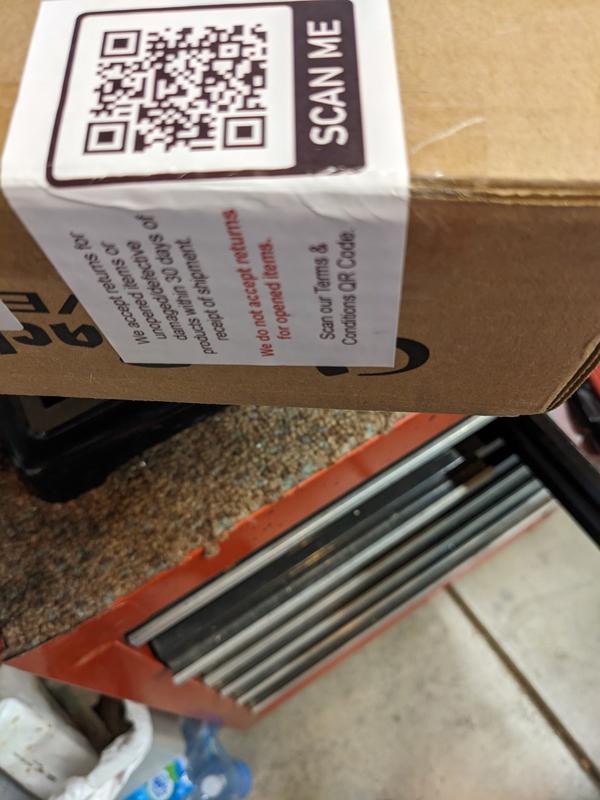 SCAN ME
We accept returns for
unopened items or
damaged/defective
products within 30 days of
receipt of shipment.
We do not accept returns
for opened items.
Scan our Terms &
Conditions QR Code.